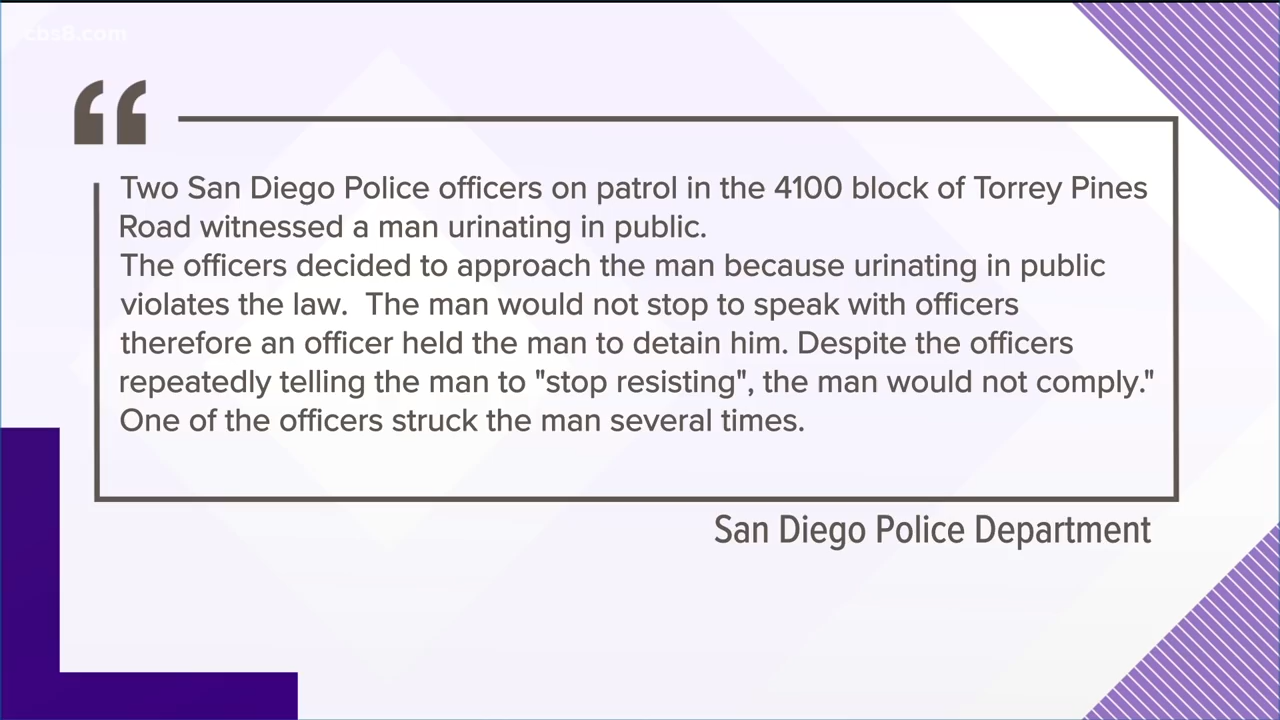 cbs8.com
“
Two San Diego Police officers on patrol in the 4100 block of Torrey Pines
Road witnessed a man urinating in public.
The officers decided to approach the man because urinating in public
violates the law.  The man would not stop to speak with officers
therefore an officer held the man to detain him. Despite the officers
repeatedly telling the man to "stop resisting", the man would not comply."
One of the officers struck the man several times.
San Diego Police Department